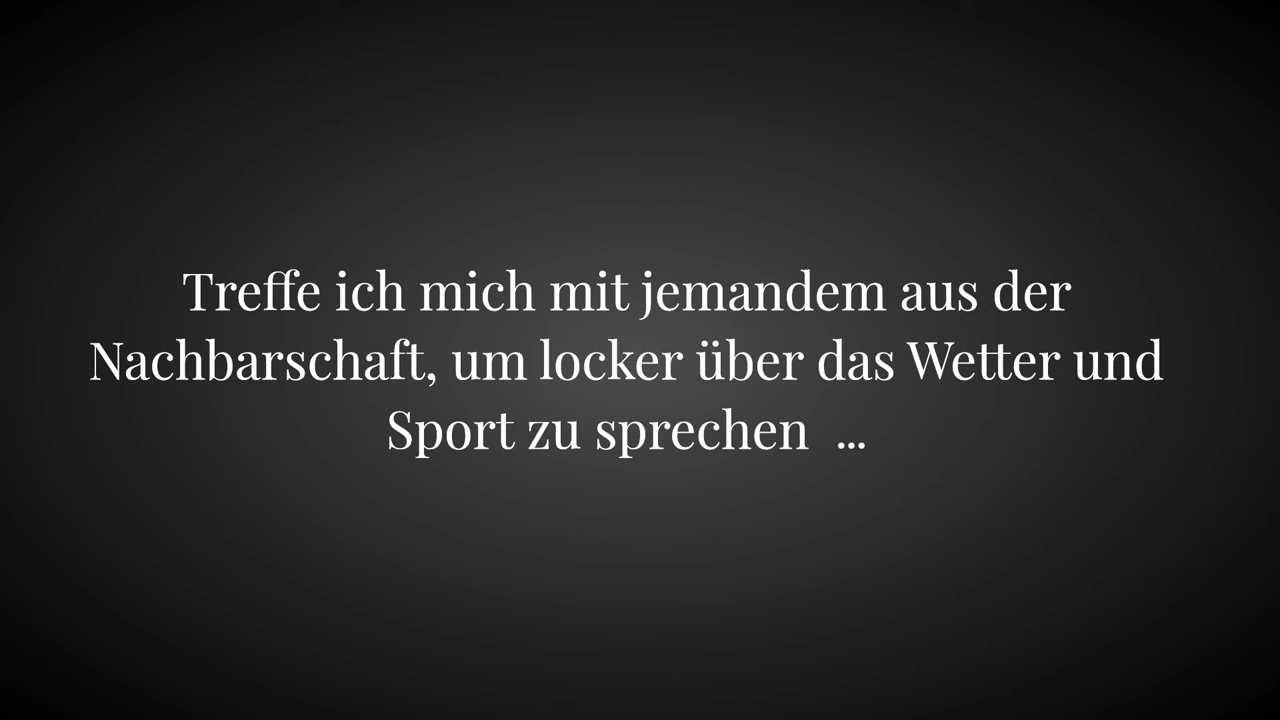 Treffe ich mich mit jemandem aus der
Nachbarschaft, um locker über das Wetter und
Sport zu sprechen  ...